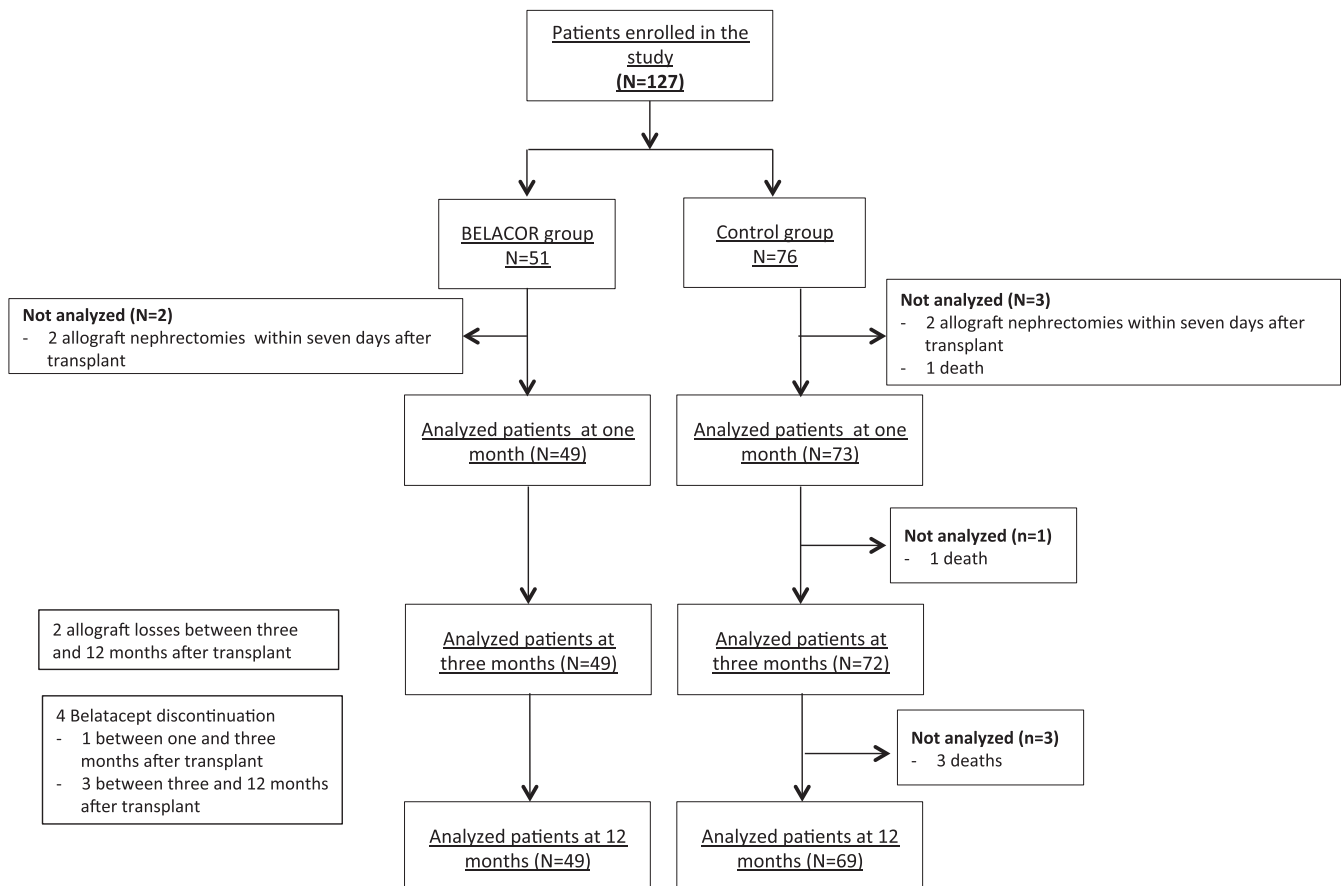 Patients enrolled in the
study
(N=127)
BELACOR group
N=51
Control group
N=76
Not analyzed (N=2)
- 2 allograft nephrectomies within seven days after
transplant
Not analyzed (N=3)
- 2 allograft nephrectomies within seven days after
transplant
- 1 death
Analyzed patients at one
month (N=49)
Analyzed patients at one
month (N=73)
Not analyzed (n=1)
- 1 death
2 allograft losses between three
and 12 months after transplant
Analyzed patients at
three months (N=49)
Analyzed patients at
three months (N=72)
4 Belatacept discontinuation
- 1 between one and three
months after transplant
- 3 between three and 12 months
after transplant
Not analyzed (n=3)
- 3 deaths
Analyzed patients at 12
months (N=49)
Analyzed patients at 12
months (N=69)